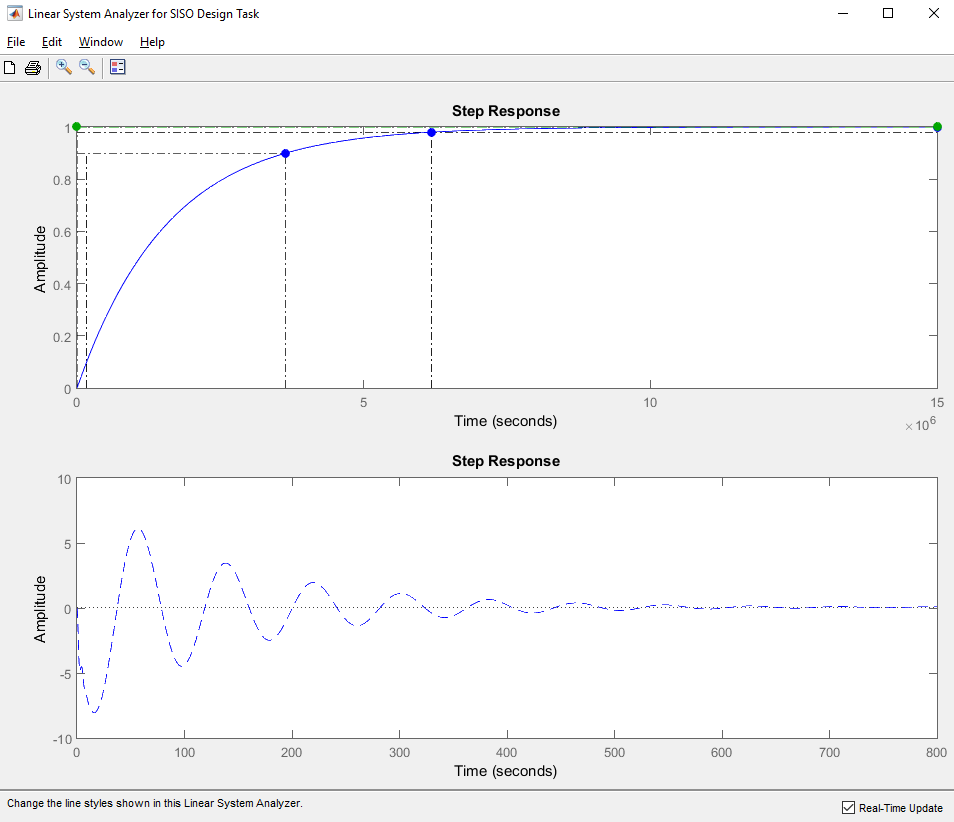 Linear System Analyzer for SISO Design Task
File Edit Window Help
Step Response
Amplitude
1
0.8
0.6
0.4
0.2
0
0 5 10 15
Time (seconds)
×10^6
Step Response
Amplitude
10
5
0
-5
-10
0 100 200 300 400 500 600 700 800
Time (seconds)
Change the line styles shown in this Linear System Analyzer.
Real-Time Update